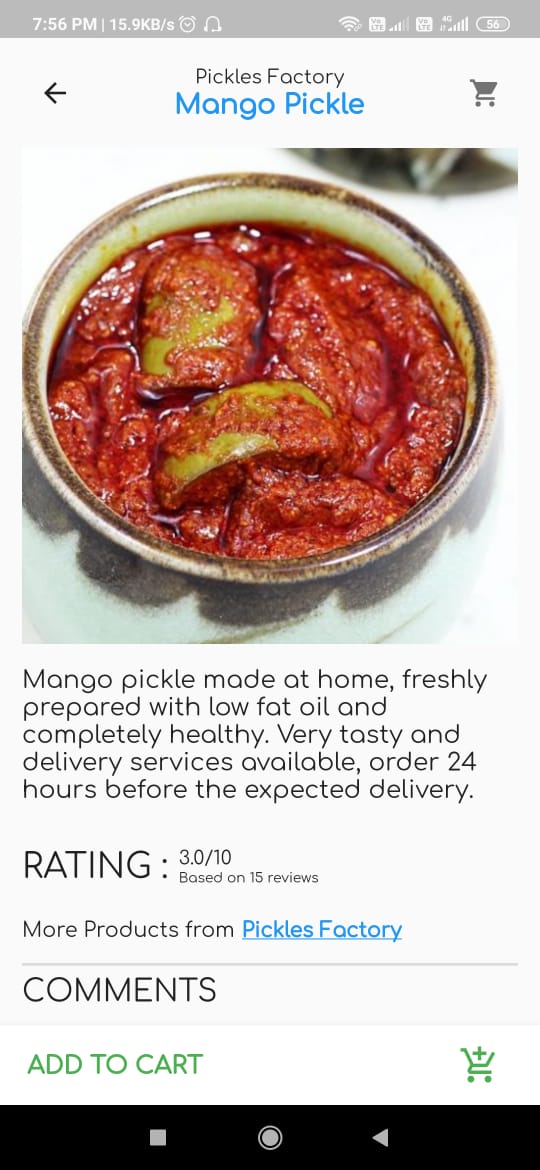 7:56 PM | 15.9KB/s
56
Pickles Factory
Mango Pickle
Mango pickle made at home, freshly
prepared with low fat oil and
completely healthy. Very tasty and
delivery services available, order 24
hours before the expected delivery.
RATING :
3.0/10
Based on 15 reviews
More Products from Pickles Factory
COMMENTS
ADD TO CART